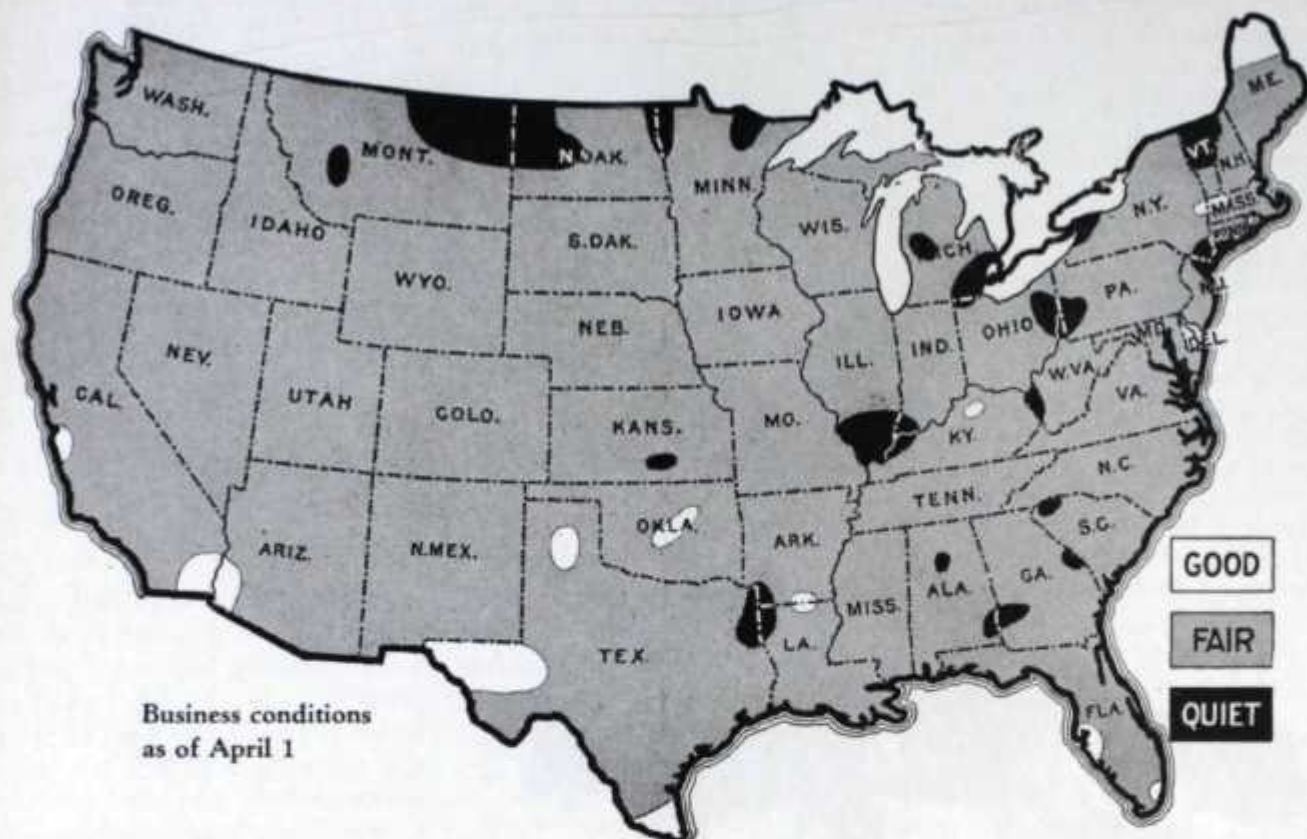 WASH.
MONT.
N.DAK.
MINN.
ME.
VT.
N.H.
OREG.
IDAHO
S.DAK.
WIS.
MICH
N.Y.
MASS.
WYO.
NEB.
IOWA
ILL.
IND.
OHIO
PA.
N.J.
MD.
DEL.
NEV.
CAL.
UTAH
COLO.
KANS.
MO.
KY.
W.VA.
VA.
ARIZ.
N.MEX.
OKLA.
ARK.
TENN.
N.C.
S.C.
TEX.
LA.
MISS.
ALA.
GA.
FLA.
GOOD
FAIR
QUIET
Business conditions
as of April 1